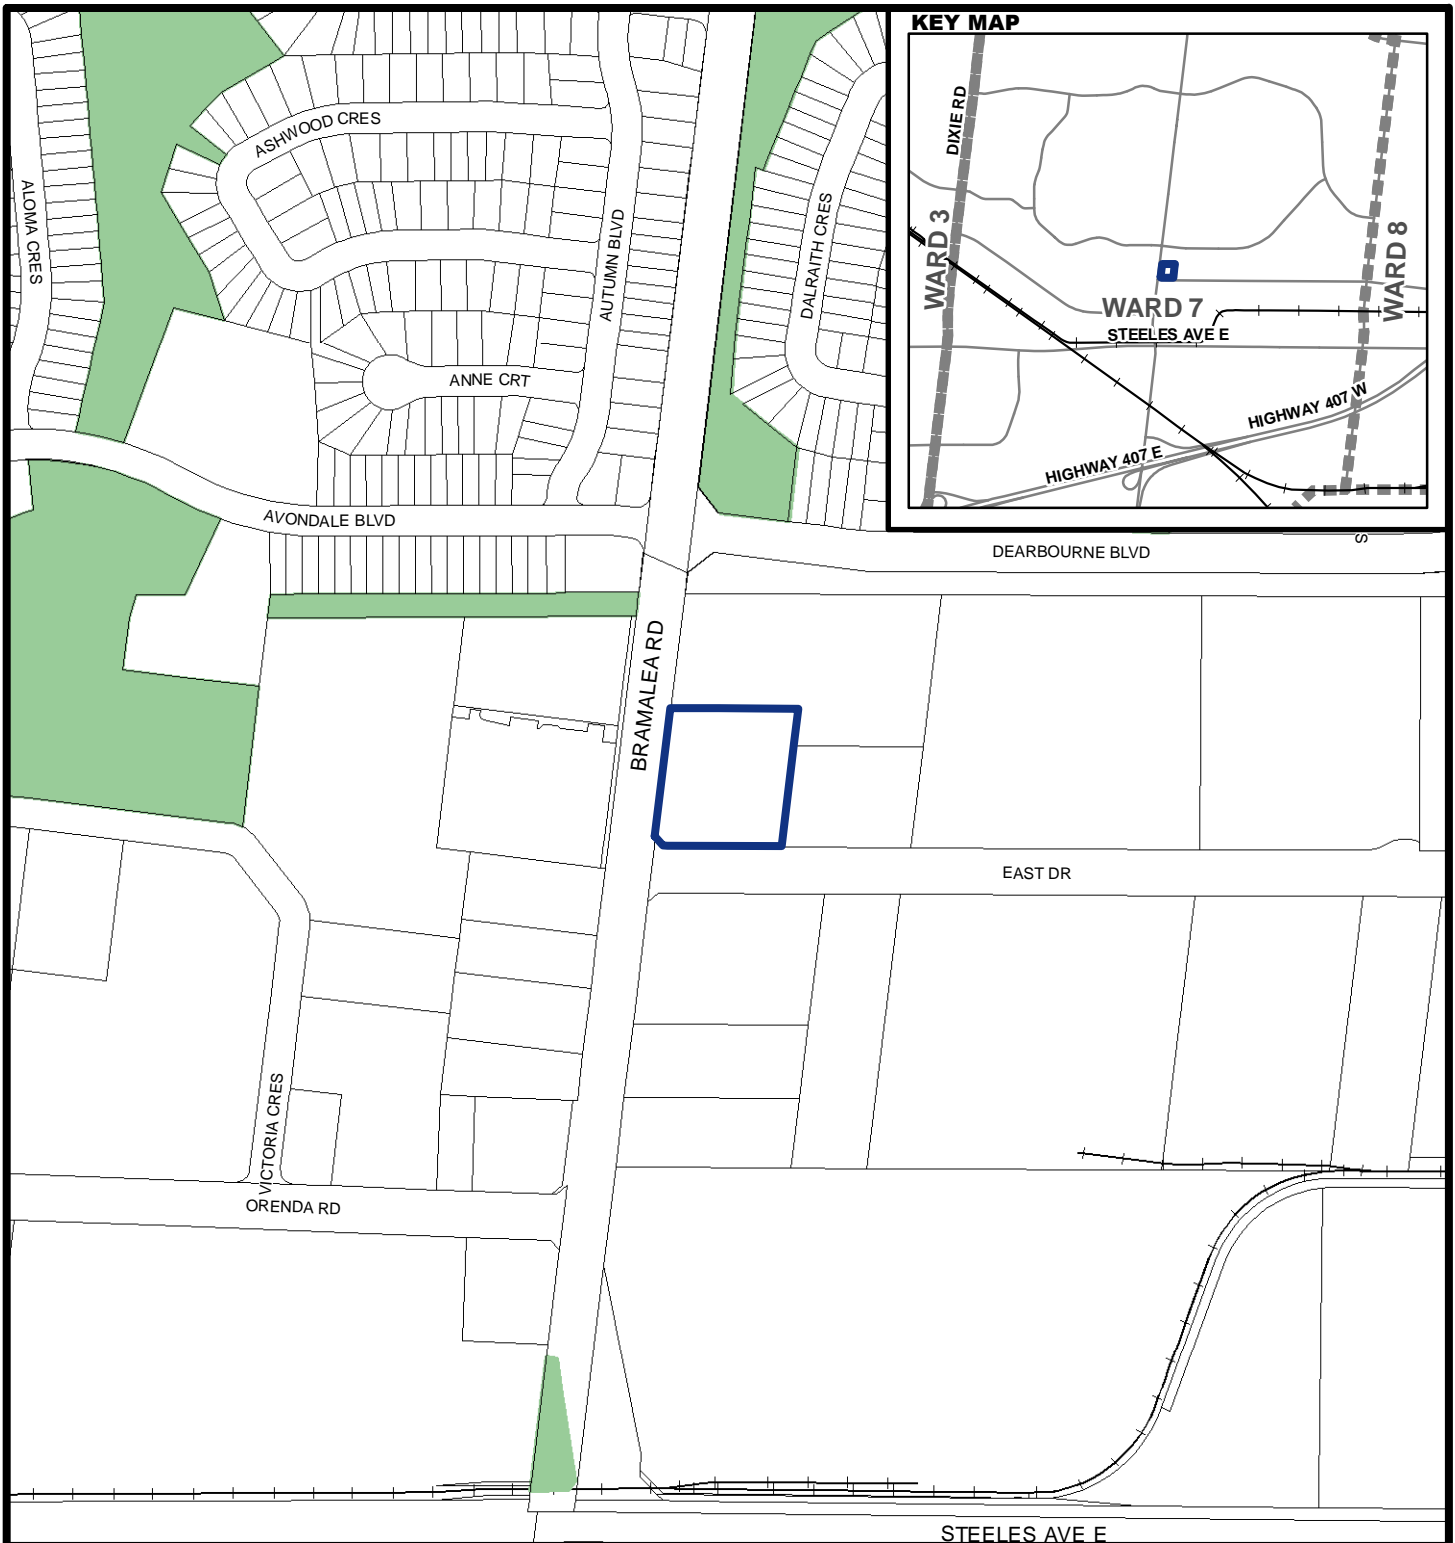 KEY MAP
DIXIE RD
WARD 3
WARD 8
WARD 7
STEELES AVE E
HIGHWAY 407 W
HIGHWAY 407 E
ASHWOOD CRES
ALOMA CRES
AUTUMN BLVD
DALRAITH CRES
ANNE CRT
AVONDALE BLVD
S
DEARBOURNE BLVD
BRAMALEA RD
EAST DR
VICTORIA CRES
ORENDA RD
STEELES AVE E